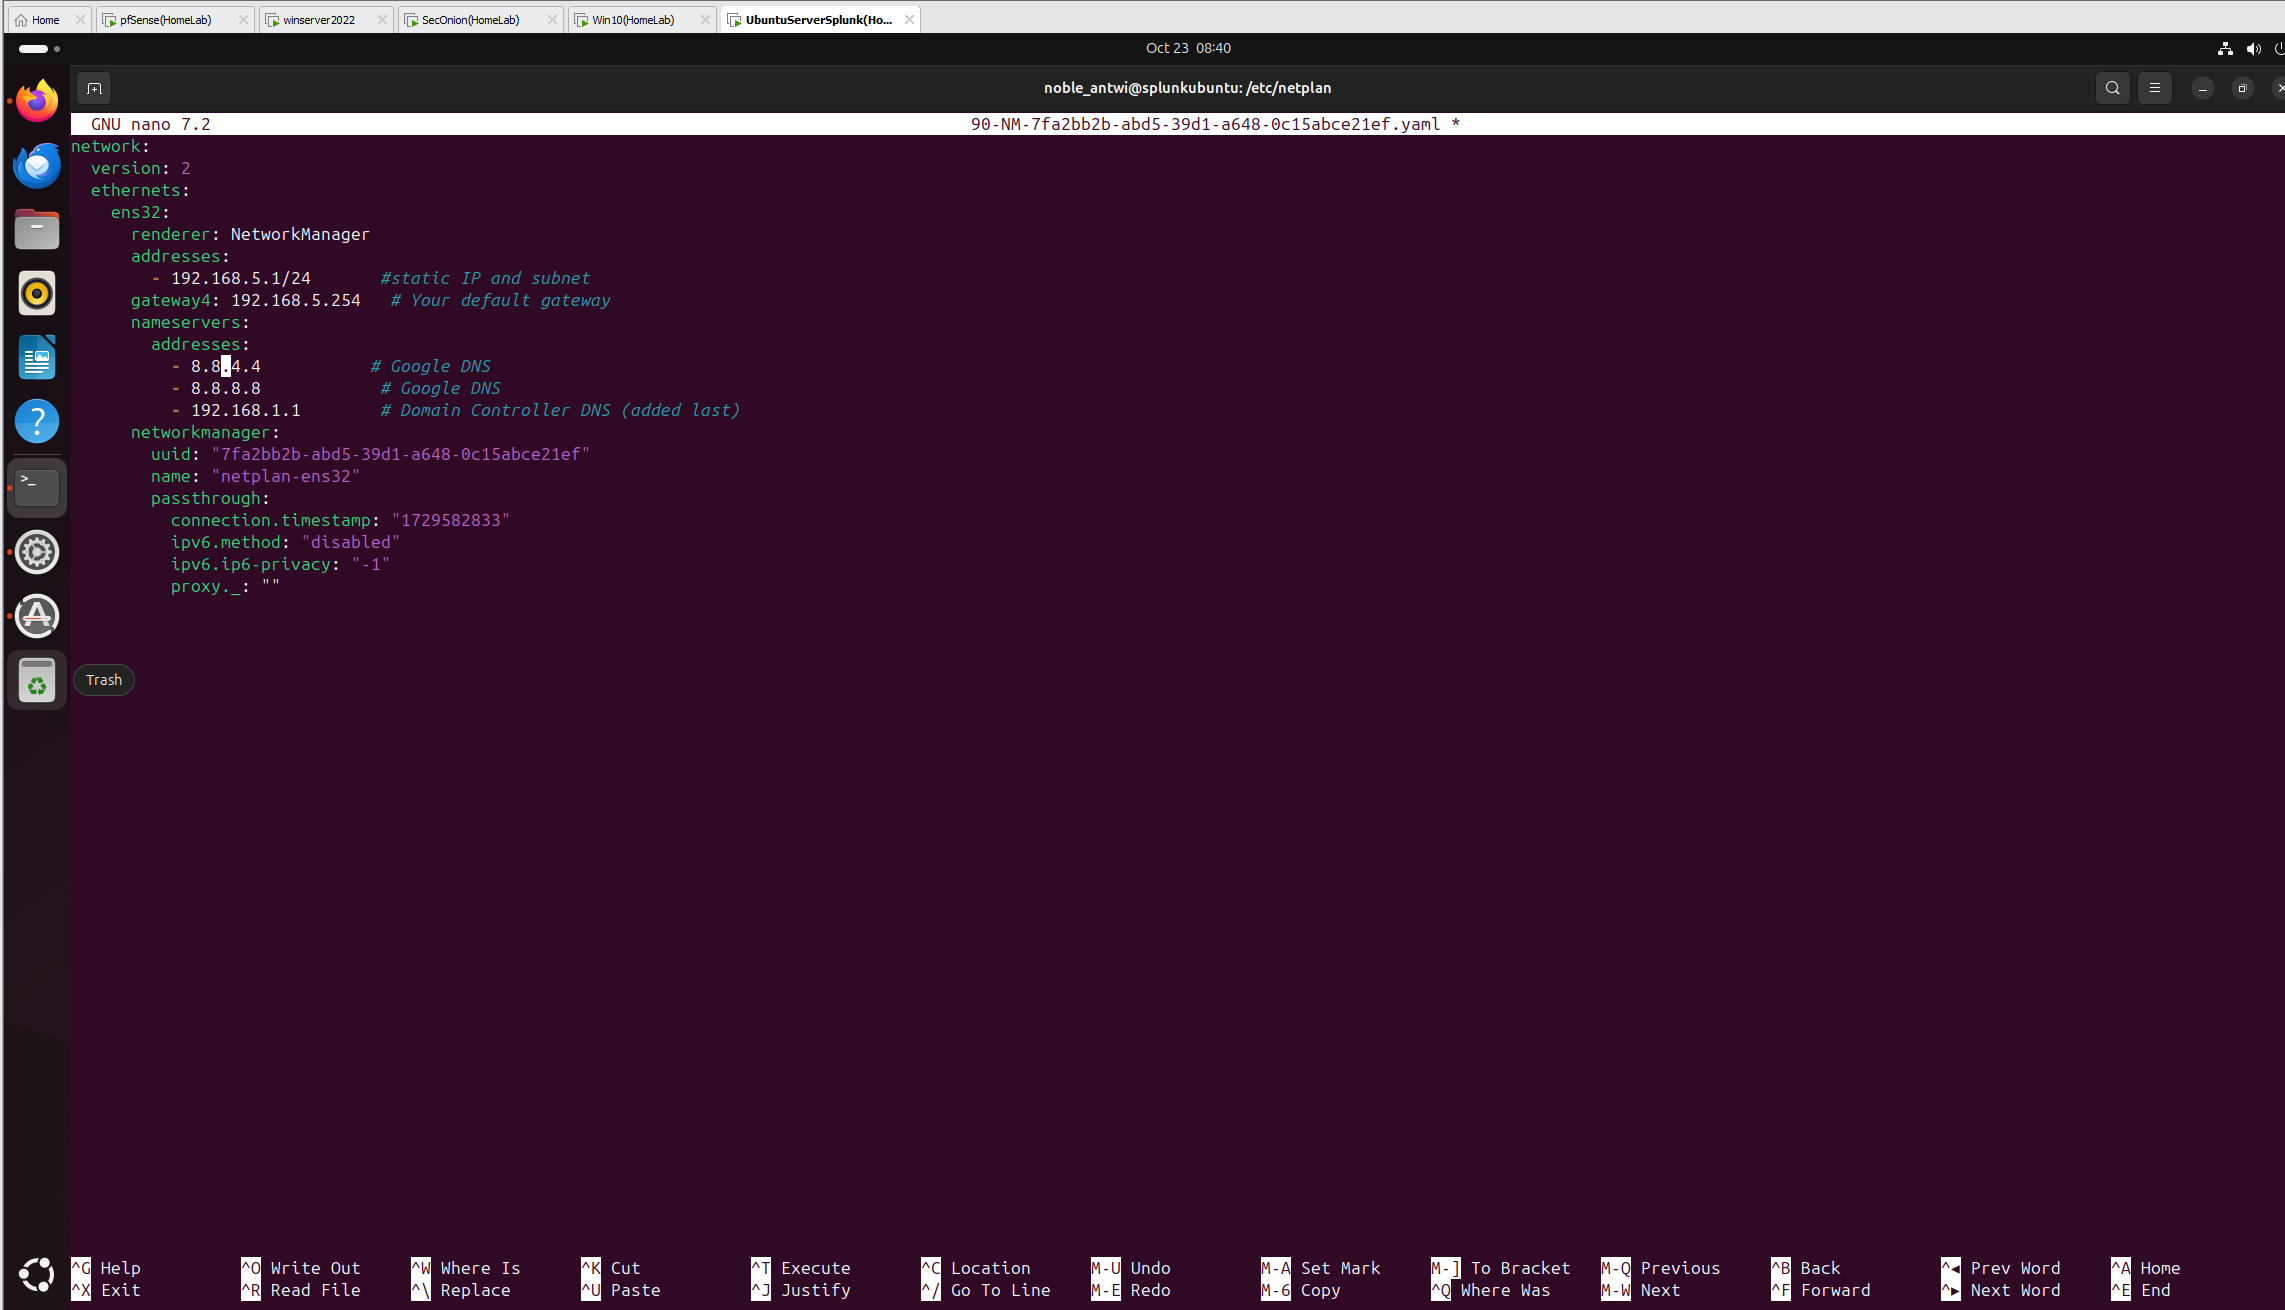 Home
pfSense(HomeLab)
winserver2022
SecOnion(HomeLab)
Win10(HomeLab)
UbuntuServerSplunk(Ho...
Oct 23 08:40
noble_antwi@splunkubuntu: /etc/netplan
GNU nano 7.2 90-NM-7fa2bb2b-abd5-39d1-a648-0c15abce21ef.yaml *
network:
  version: 2
  ethernets:
    ens32:
      renderer: NetworkManager
      addresses:
        - 192.168.5.1/24       #static IP and subnet
      gateway4: 192.168.5.254   # Your default gateway
      nameservers:
        addresses:
          - 8.8.4.4           # Google DNS
          - 8.8.8.8            # Google DNS
          - 192.168.1.1        # Domain Controller DNS (added last)
      networkmanager:
        uuid: "7fa2bb2b-abd5-39d1-a648-0c15abce21ef"
        name: "netplan-ens32"
        passthrough:
          connection.timestamp: "1729582833"
          ipv6.method: "disabled"
          ipv6.ip6-privacy: "-1"
          proxy._: ""
Trash
^G Help ^O Write Out ^W Where Is ^K Cut ^T Execute ^C Location M-U Undo M-A Set Mark M-] To Bracket M-Q Previous ^B Back ^◂ Prev Word ^A Home
^X Exit ^R Read File ^\ Replace ^U Paste ^J Justify ^/ Go To Line M-E Redo M-6 Copy ^Q Where Was M-W Next ^F Forward ^▸ Next Word ^E End